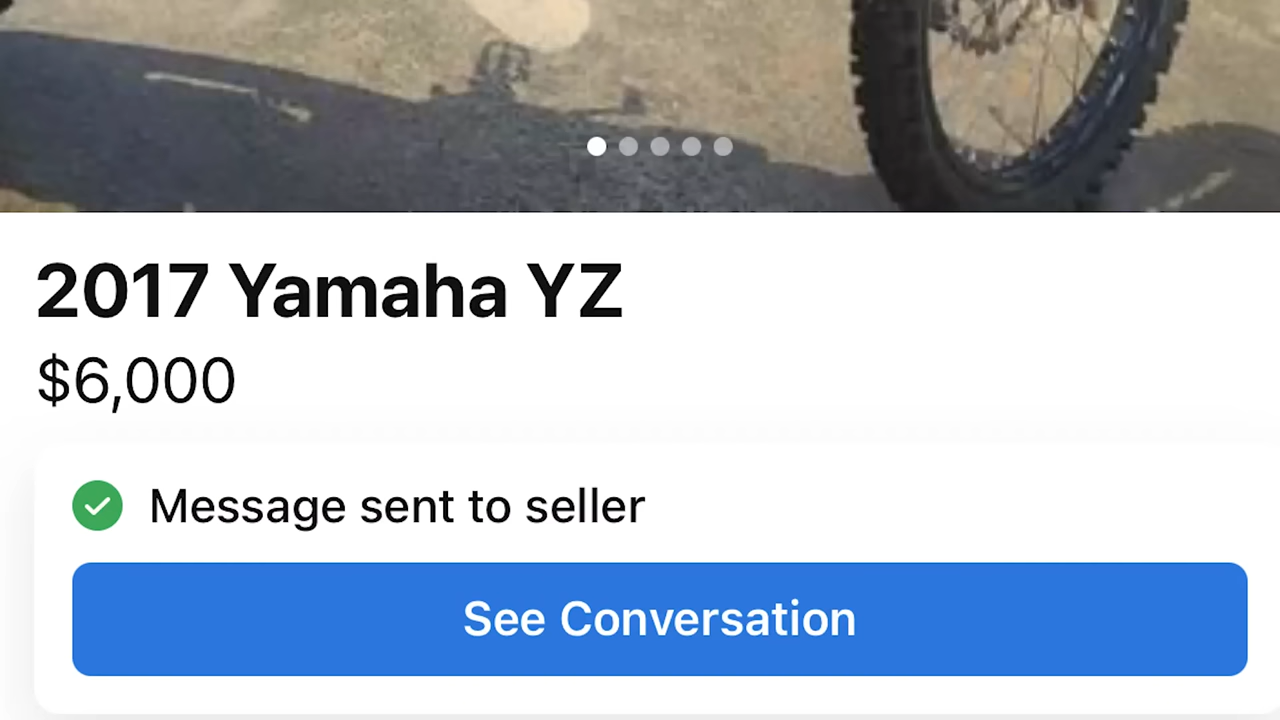 2017 Yamaha YZ
$6,000
Message sent to seller
See Conversation